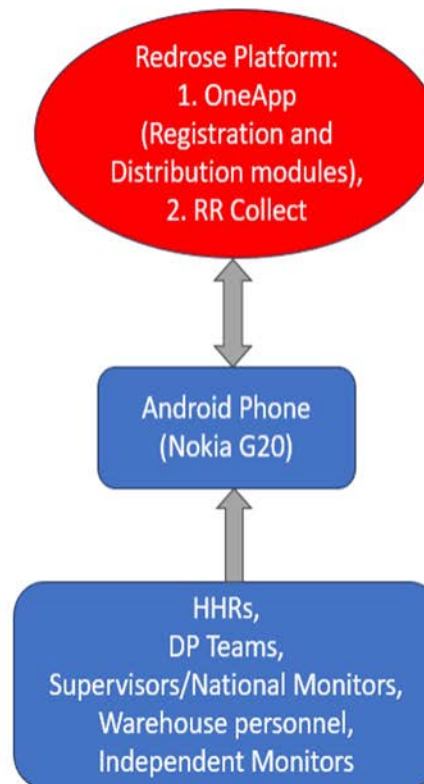 Redrose Platform:
1. OneApp
(Registration and
Distribution modules),
2. RR Collect
Android Phone
(Nokia G20)
HHRs,
DP Teams,
Supervisors/National Monitors,
Warehouse personnel,
Independent Monitors